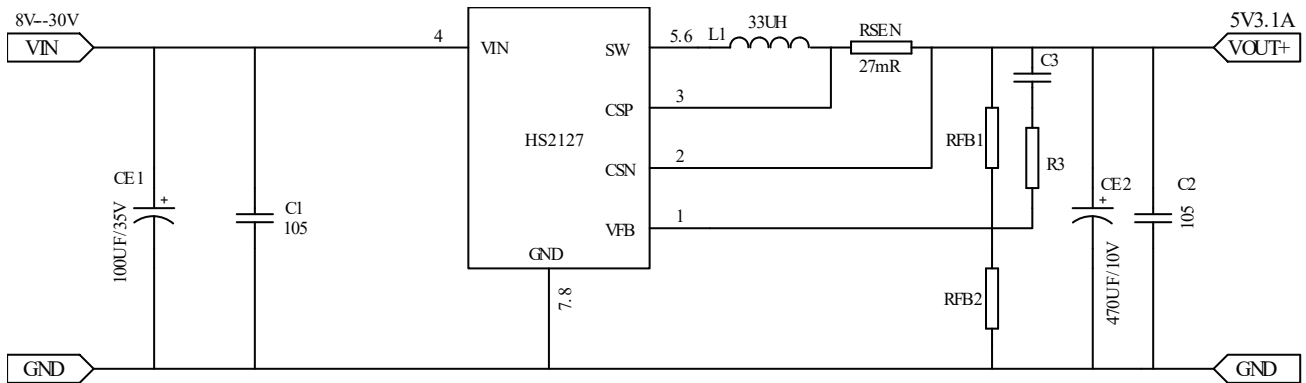 8V--30V
VIN
4
VIN
SW
5.6
L1
33UH
RSEN
27mR
5V3.1A
VOUT+
CSP
3
C3
HS2127
RFB1
CSN
2
R3
CE1
+
100UF/35V
C1
105
VFB
1
CE2
+
470UF/10V
C2
105
GND
7.8
RFB2
GND
GND